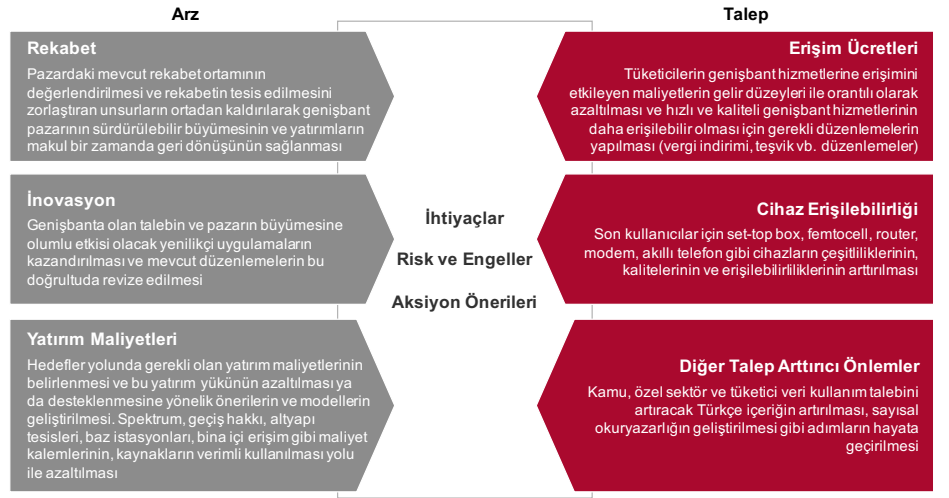 Arz
Rekabet
Pazardaki mevcut rekabet ortamının
değerlendirilmesi ve rekabetin tesis edilmesini
zorlaştıran unsurların ortadan kaldırılarak genişbant
pazarının sürdürülebilir büyümesinin ve yatırımların
makul bir zamanda geri dönüşünün sağlanması
İnovasyon
Genişbanta olan talebin ve pazarın büyümesine
olumlu etkisi olacak yenilikçi uygulamaların
kazandırılması ve mevcut düzenlemelerin bu
doğrultuda revize edilmesi
Yatırım Maliyetleri
Hedefler yolunda gerekli olan yatırım maliyetlerinin
belirlenmesi ve bu yatırım yükünün azaltılması ya
da desteklenmesine yönelik önerilerin ve modellerin
geliştirilmesi. Spektrum, geçiş hakkı, altyapı
tesisleri, baz istasyonları, bina içi erişim gibi maliyet
kalemlerinin, kaynakların verimli kullanılması yolu
ile azaltılması
İhtiyaçlar
Risk ve Engeller
Aksiyon Önerileri
Talep
Erişim Ücretleri
Tüketicilerin genişbant hizmetlerine erişimini
etkileyen maliyetlerin gelir düzeyleri ile orantılı olarak
azaltılması ve hızlı ve kaliteli genişbant hizmetlerinin
daha erişilebilir olması için gerekli düzenlemelerin
yapılması (vergi indirimi, teşvik vb. düzenlemeler)
Cihaz Erişilebilirliği
Son kullanıcılar için set-top box, femtocell, router,
modem, akıllı telefon gibi cihazların çeşitliliklerinin,
kalitelerinin ve erişilebilirliliklerinin arttırılması
Diğer Talep Arttırıcı Önlemler
Kamu, özel sektör ve tüketici veri kullanım talebini
artıracak Türkçe içeriğin artırılması, sayısal
okuryazarlığın geliştirilmesi gibi adımların hayata
geçirilmesi